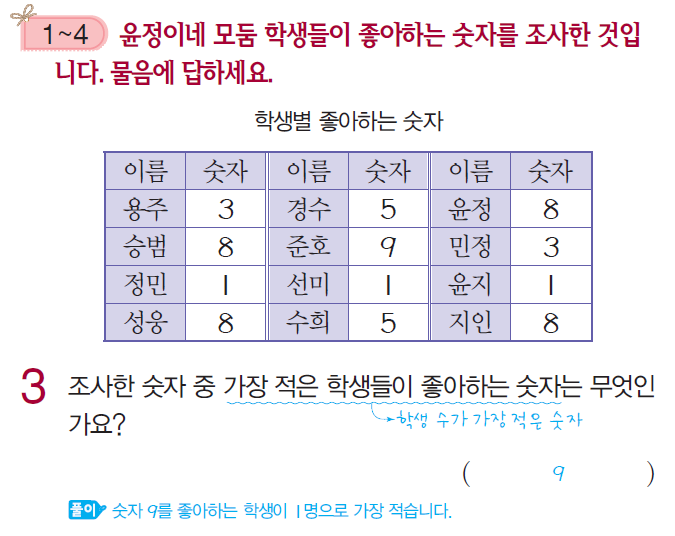 1~4 윤정이네 모둠 학생들이 좋아하는 숫자를 조사한 것입
니다. 물음에 답하세요.
학생별 좋아하는 숫자
이름 숫자 이름 숫자 이름 숫자
용주 3 경수 5 윤정 8
승범 8 준호 9 민정 3
정민 1 선미 1 윤지 1
성웅 8 수희 5 지인 8
3 조사한 숫자 중 가장 적은 학생들이 좋아하는 숫자는 무엇인
가요?
학생 수가 가장 적은 숫자
( 9 )
풀이 숫자 9를 좋아하는 학생이 1명으로 가장 적습니다.